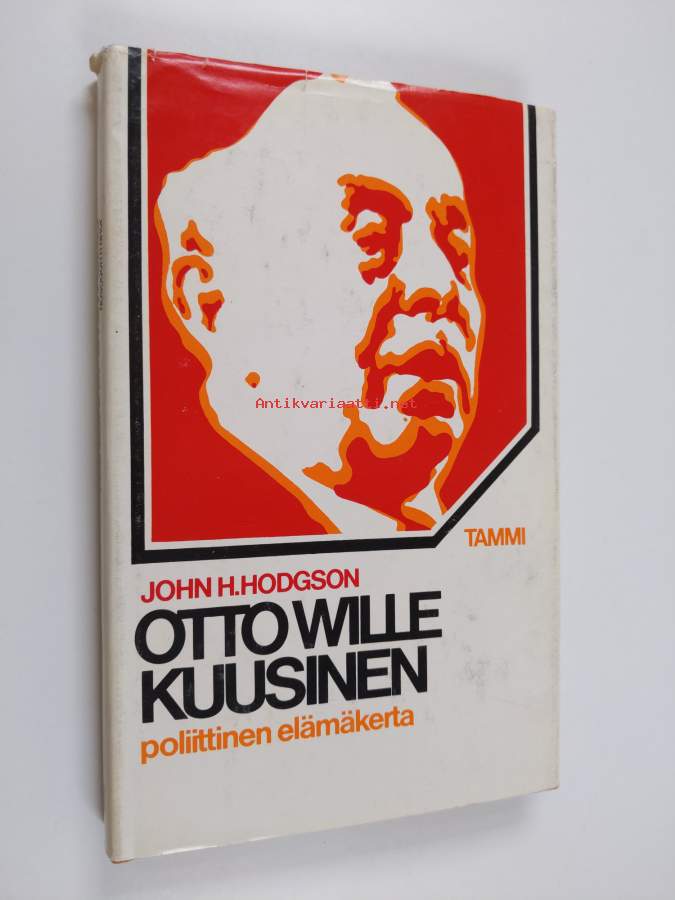 Antikvariaatti.net
TAMMI
JOHN H.HODGSON
OTTO WILLE
KUUSINEN
poliittinen elämäkerta